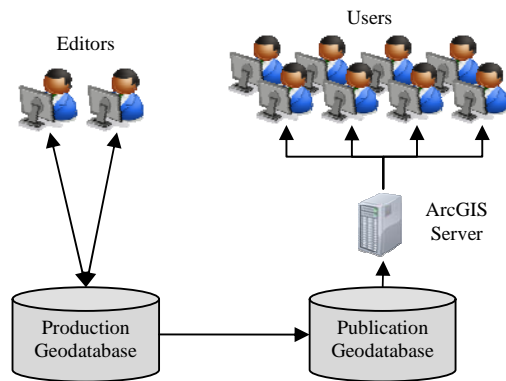 Users
Editors
ArcGIS
Server
Production
Geodatabase
Publication
Geodatabase